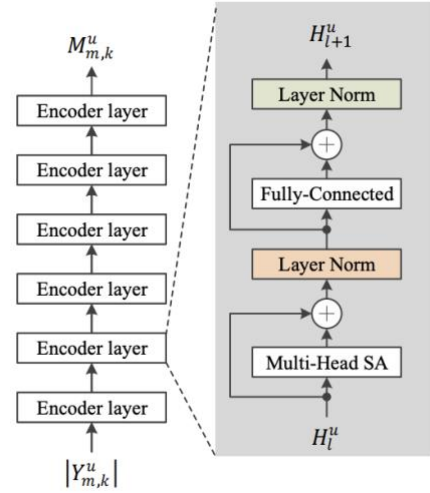 M^u_{m,k}
Encoder layer
Encoder layer
Encoder layer
Encoder layer
Encoder layer
Encoder layer
|Y^u_{m,k}|
H^u_{l+1}
Layer Norm
+
Fully-Connected
Layer Norm
+
Multi-Head SA
H^u_l